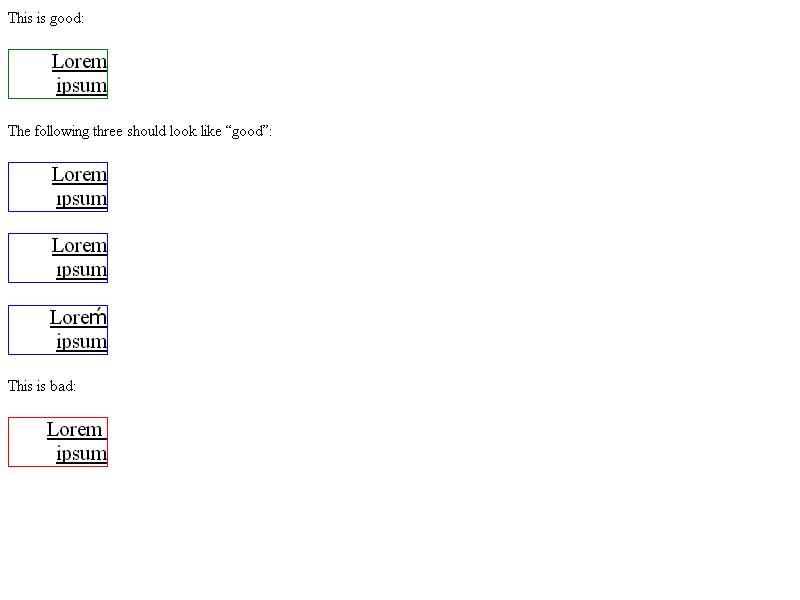 This is good:
Lorem
ipsum
The following three should look like “good”:
Lorem
ıpsum
Lorem
ıpsum
Loreḿ
ipsum
This is bad:
Lorem
ipsum